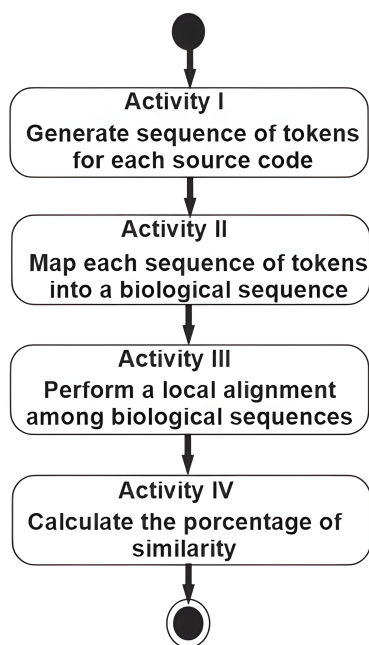 Activity I
Generate sequence of tokens
for each source code
Activity II
Map each sequence of tokens
into a biological sequence
Activity III
Perform a local alignment
among biological sequences
Activity IV
Calculate the porcentage of
similarity